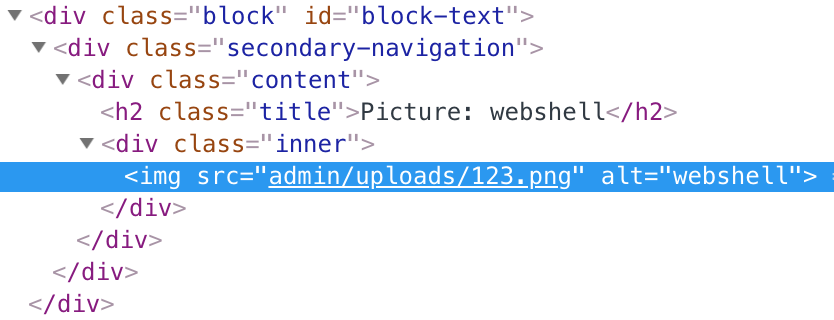 <div class="block" id="block-text">
<div class="secondary-navigation">
<div class="content">
<h2 class="title">Picture: webshell</h2>
<div class="inner">
<img src="admin/uploads/123.png" alt="webshell"> =
</div>
</div>
</div>
</div>